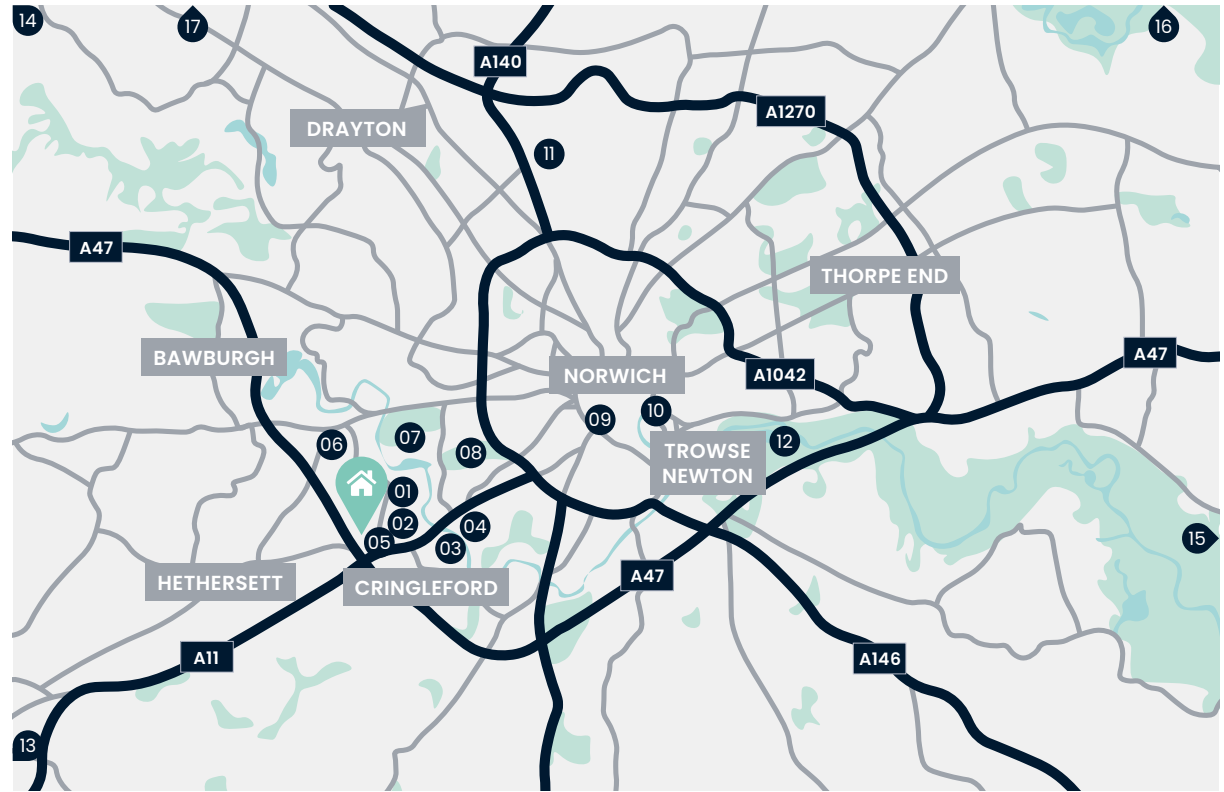 14
17
16
A140
A1270
DRAYTON
11
A47
THORPE END
BAWBURGH
A47
NORWICH
A1042
10
09
06
07
12
08
TROWSE
NEWTON
01
02
04
05
03
15
HETHERSETT
CRINGLEFORD
A47
A11
A146
13